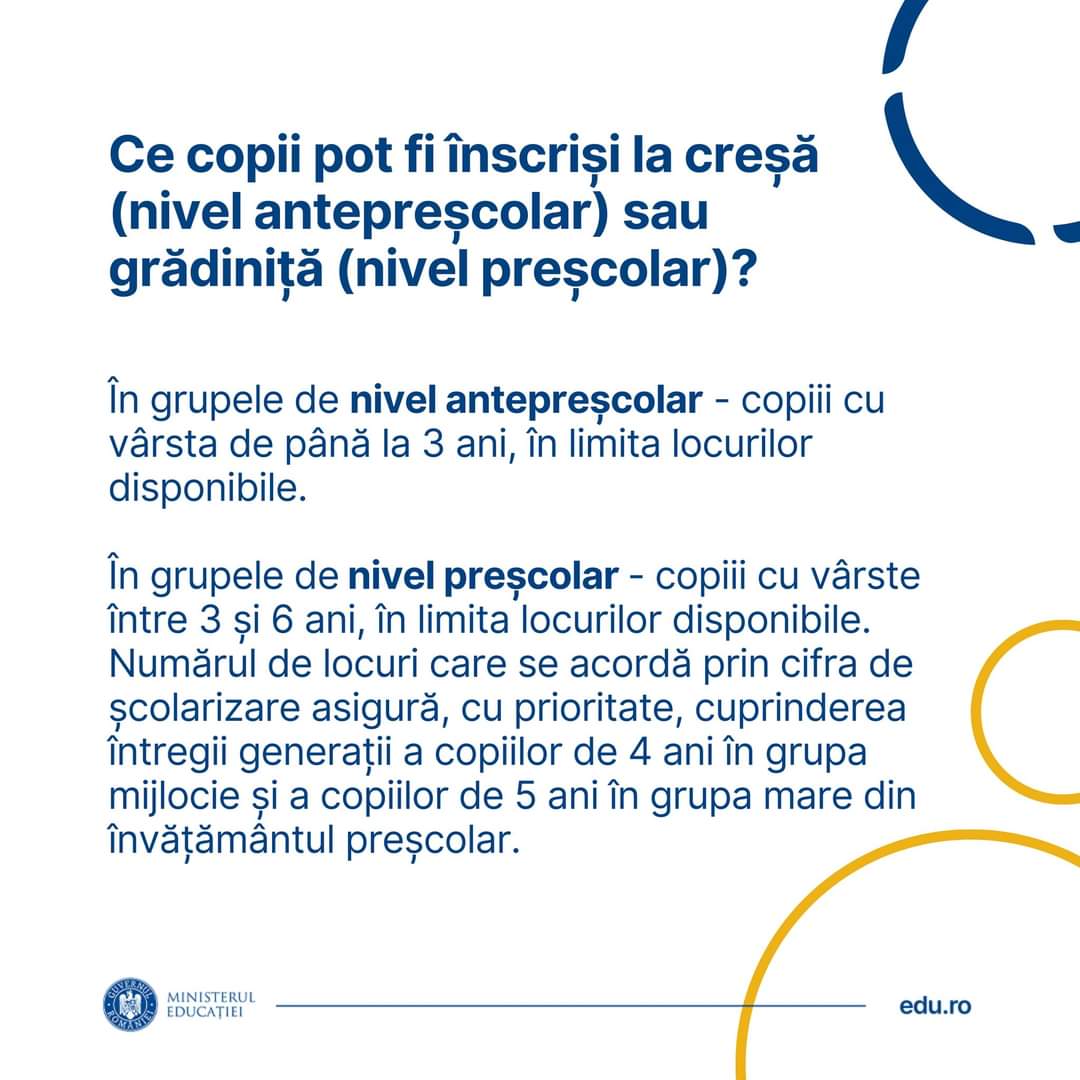 Ce copii pot fi înscriși la creșă
(nivel antepreșcolar) sau
grădiniță (nivel preșcolar)?
În grupele de nivel antepreșcolar - copiii cu
vârsta de până la 3 ani, în limita locurilor
disponibile.
În grupele de nivel preșcolar - copiii cu vârste
între 3 și 6 ani, în limita locurilor disponibile.
Numărul de locuri care se acordă prin cifra de
școlarizare asigură, cu prioritate, cuprinderea
întregii generații a copiilor de 4 ani în grupa
mijlocie și a copiilor de 5 ani în grupa mare din
învățământul preșcolar.
GUVERNUL ROMÂNIEI
MINISTERUL
EDUCAȚIEI
edu.ro